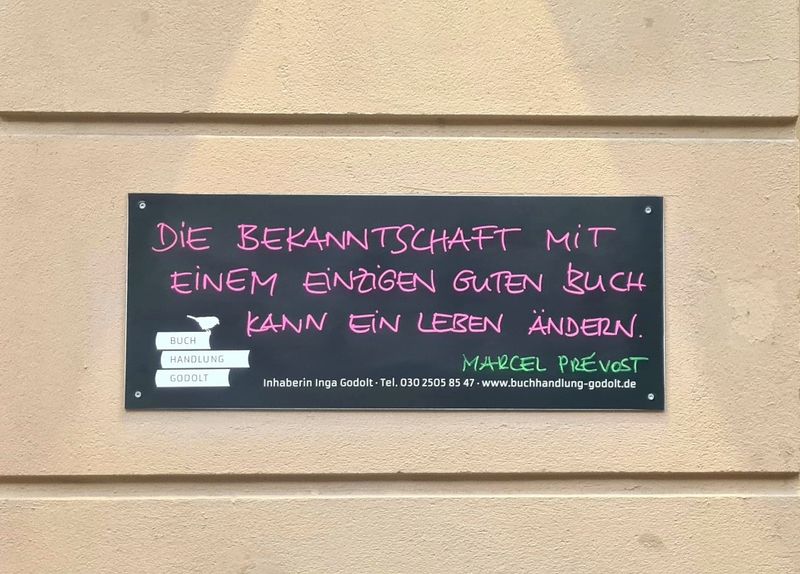 DIE BEKANNTSCHAFT MIT
EINEM EINZIGEN GUTEN BUCH
KANN EIN LEBEN ÄNDERN.
MARCEL PRÉVOST
BUCH
HANDLUNG
GODOLT
Inhaberin Inga Godolt · Tel. 030 2505 85 47 · www.buchhandlung-godolt.de